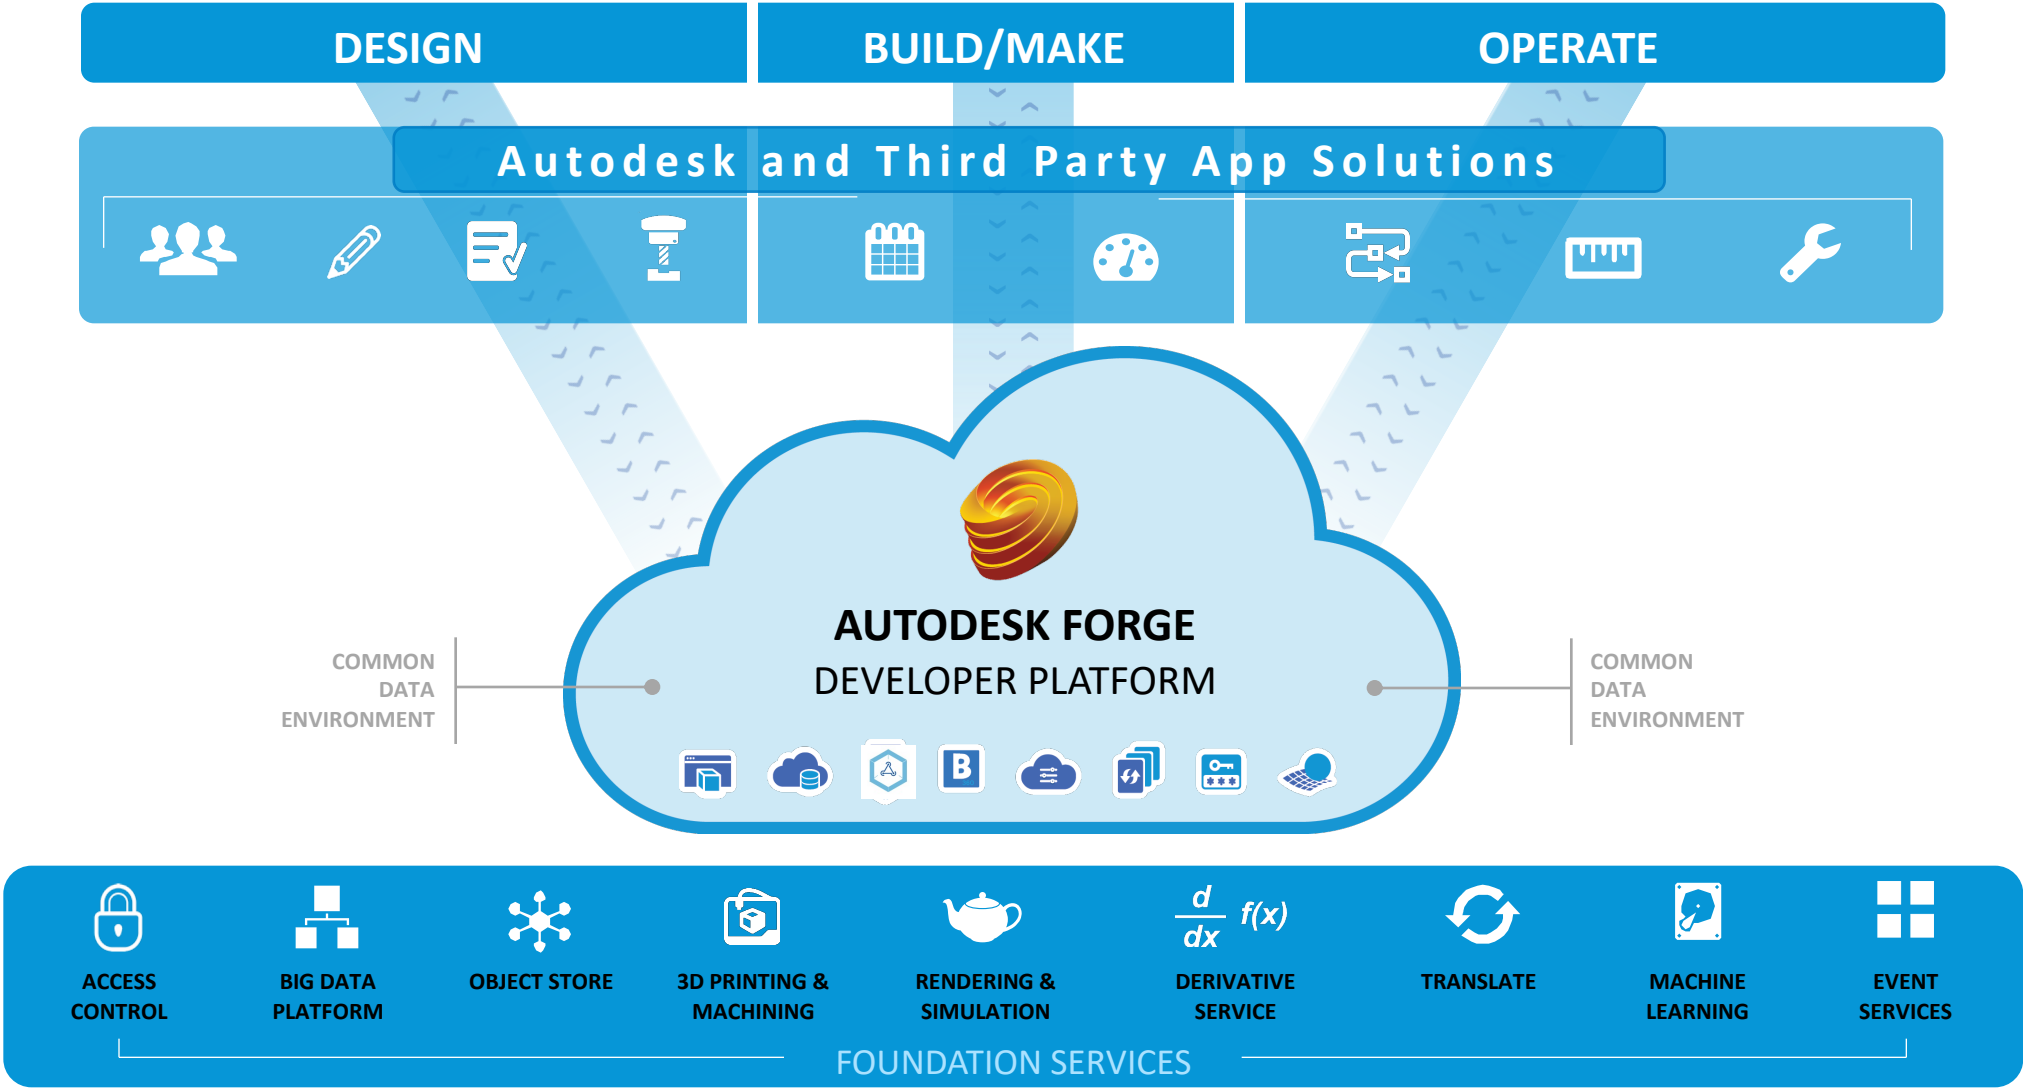 DESIGN
BUILD/MAKE
OPERATE
Autodesk and Third Party App Solutions
AUTODESK FORGE
DEVELOPER PLATFORM
COMMON
DATA
ENVIRONMENT
COMMON
DATA
ENVIRONMENT
B
ACCESS
CONTROL
BIG DATA
PLATFORM
OBJECT STORE
3D PRINTING &
MACHINING
RENDERING &
SIMULATION
d
dx
f(x)
DERIVATIVE
SERVICE
TRANSLATE
MACHINE
LEARNING
EVENT
SERVICES
FOUNDATION SERVICES